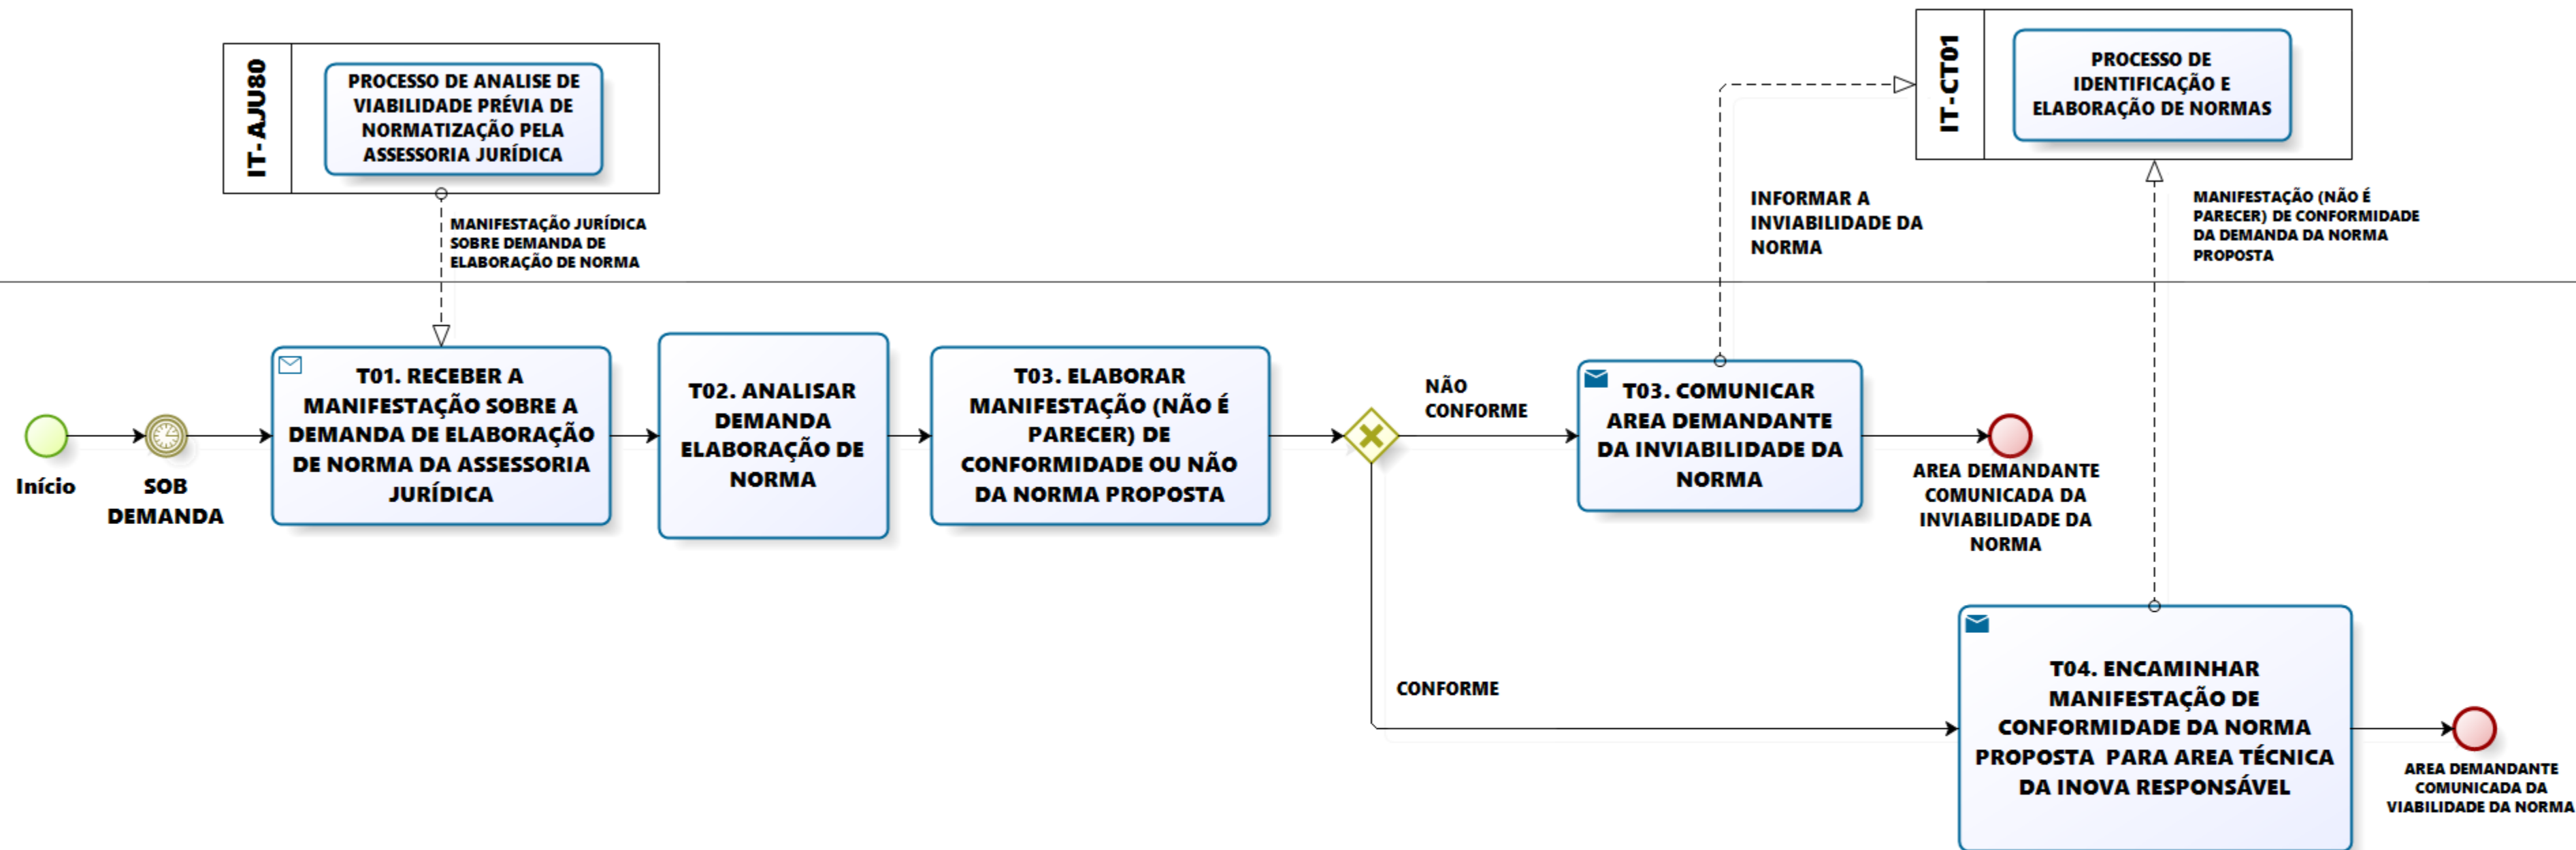 IT-AJU80
PROCESSO DE ANALISE DE
VIABILIDADE PRÉVIA DE
NORMATIZAÇÃO PELA
ASSESSORIA JURÍDICA
IT-CT01
PROCESSO DE
IDENTIFICAÇÃO E
ELABORAÇÃO DE NORMAS
MANIFESTAÇÃO JURÍDICA
SOBRE DEMANDA DE
ELABORAÇÃO DE NORMA
INFORMAR A
INVIABILIDADE DA
NORMA
MANIFESTAÇÃO (NÃO É
PARECER) DE CONFORMIDADE
DA DEMANDA DA NORMA
PROPOSTA
Início
SOB
DEMANDA
T01. RECEBER A
MANIFESTAÇÃO SOBRE A
DEMANDA DE ELABORAÇÃO
DE NORMA DA ASSESSORIA
JURÍDICA
T02. ANALISAR
DEMANDA
ELABORAÇÃO DE
NORMA
T03. ELABORAR
MANIFESTAÇÃO (NÃO É
PARECER) DE
CONFORMIDADE OU NÃO
DA NORMA PROPOSTA
NÃO
CONFORME
T03. COMUNICAR
AREA DEMANDANTE
DA INVIABILIDADE DA
NORMA
AREA DEMANDANTE
COMUNICADA DA
INVIABILIDADE DA
NORMA
CONFORME
T04. ENCAMINHAR
MANIFESTAÇÃO DE
CONFORMIDADE DA NORMA
PROPOSTA  PARA AREA TÉCNICA
DA INOVA RESPONSÁVEL
AREA DEMANDANTE
COMUNICADA DA
VIABILIDADE DA NORMA